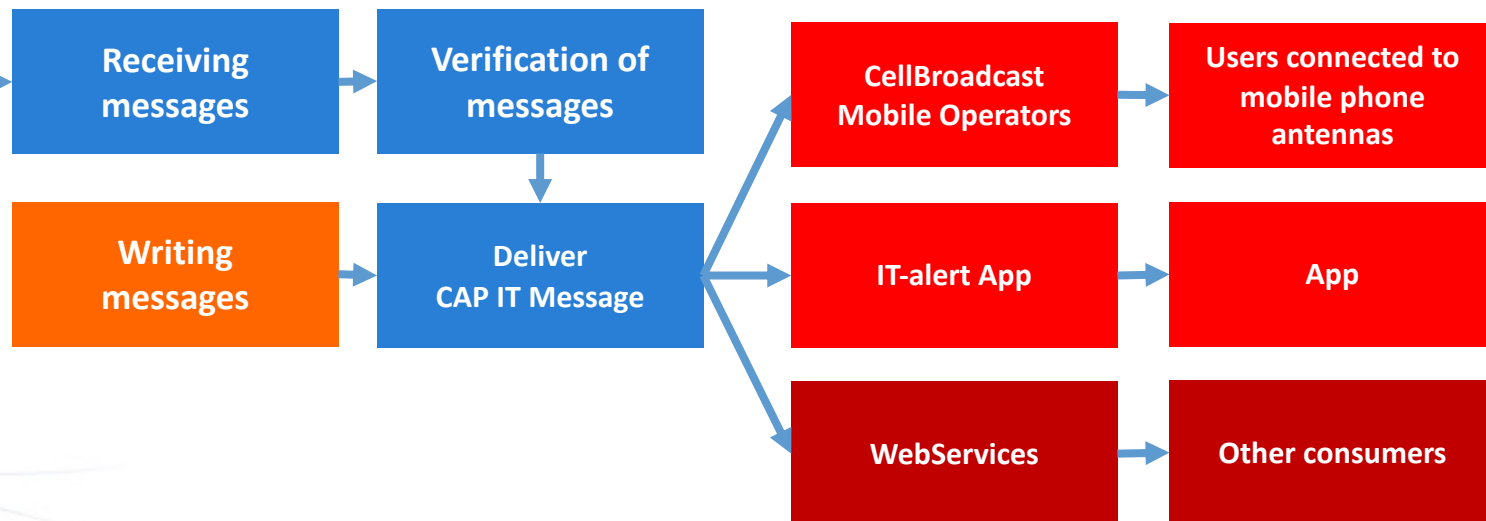 Receiving
messages
Verification of
messages
CellBroadcast
Mobile Operators
Users connected to
mobile phone
antennas
Writing
messages
Deliver
CAP IT Message
IT-alert App
App
WebServices
Other consumers